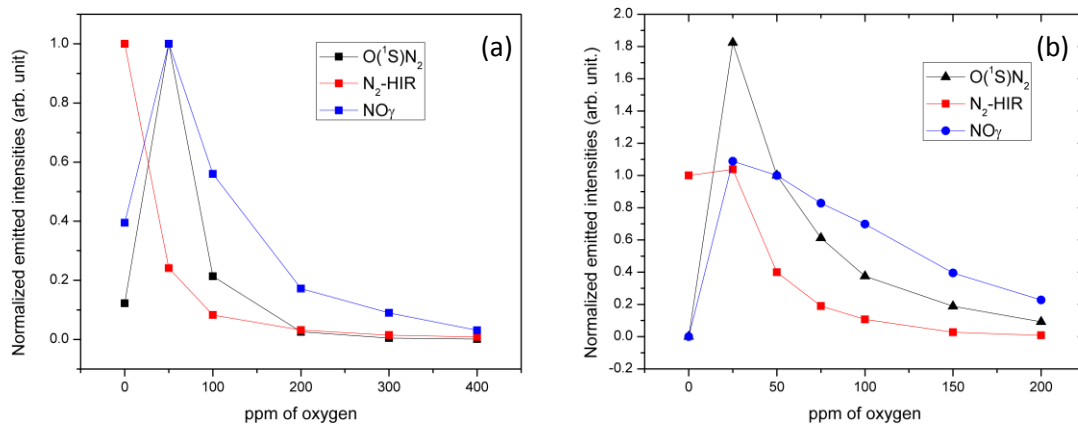 (a)
O(¹S)N₂
N₂-HIR
NOγ
Normalized emitted intensities (arb. unit)
1.0
0.8
0.6
0.4
0.2
0.0
0 100 200 300 400
ppm of oxygen
(b)
O(¹S)N₂
N₂-HIR
NOγ
Normalized emitted intensities (arb. unit.)
2.0
1.8
1.6
1.4
1.2
1.0
0.8
0.6
0.4
0.2
0.0
-0.2
0 50 100 150 200
ppm of oxygen